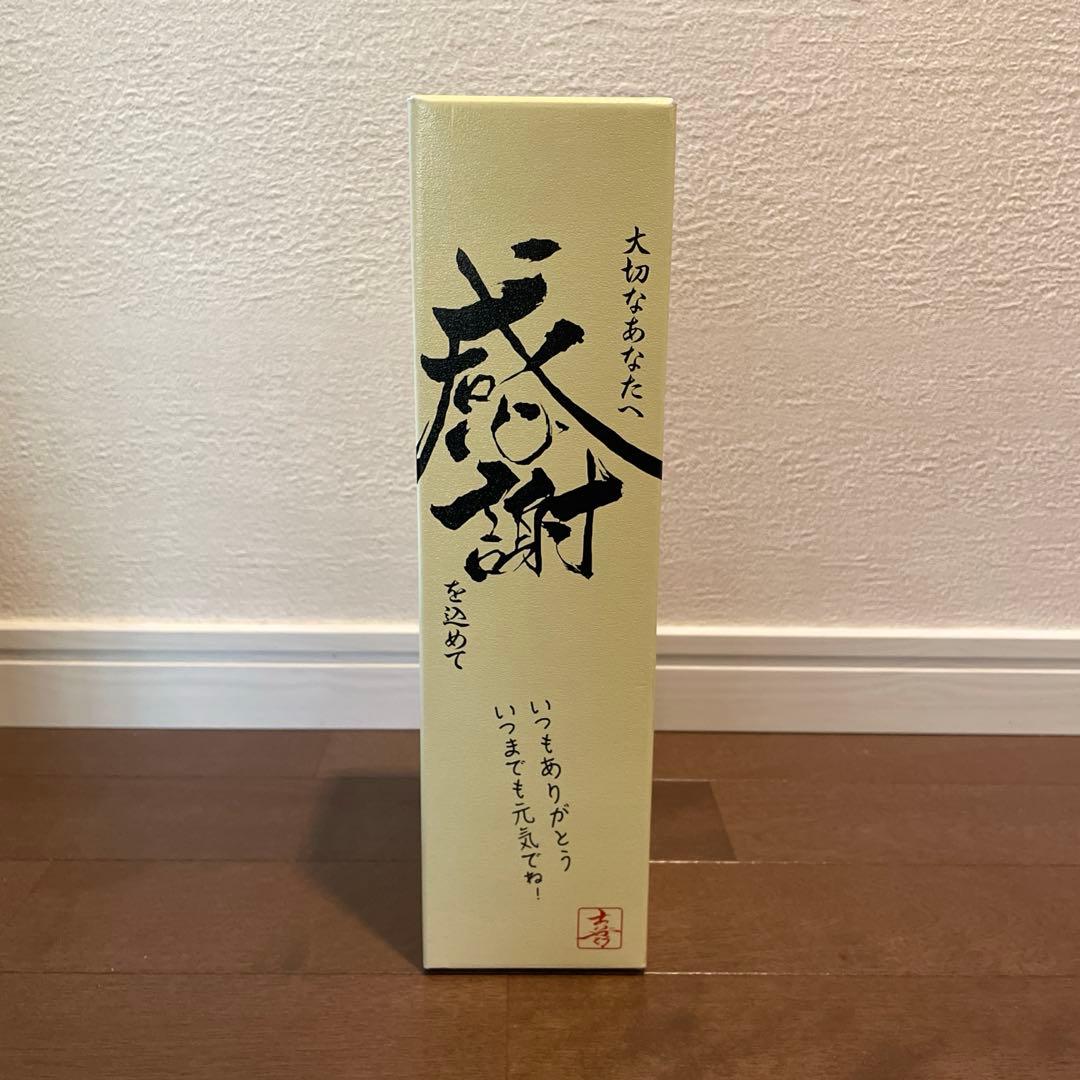 大切なあなたへ
感謝
を込めて
いつもありがとう
いつまでも元気でね!